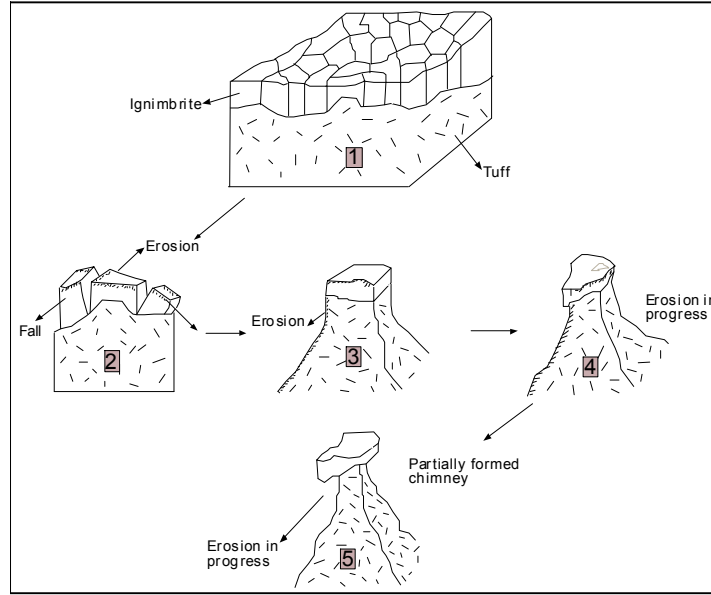 Ignimbrite
1
Tuff
Erosion
Fall
2
Erosion
3
Erosion in
progress
4
Partially formed
chimney
Erosion in
progress
5